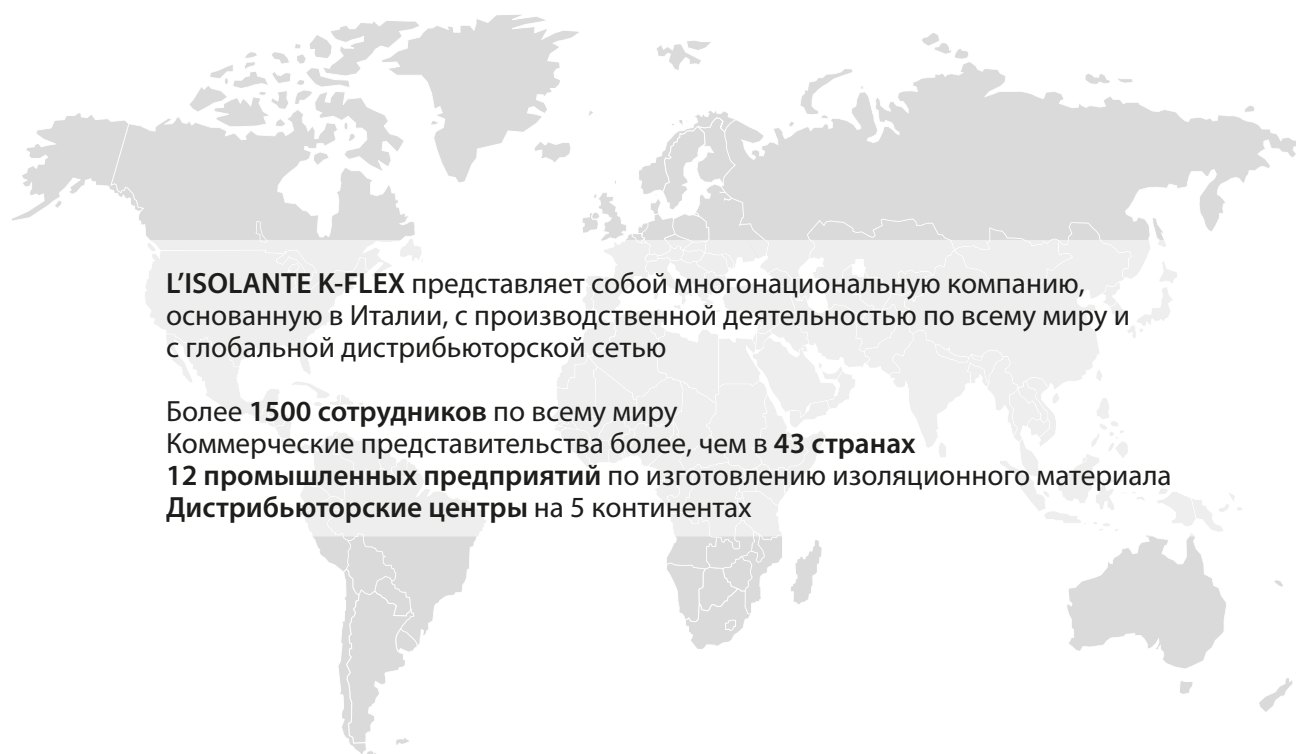 L’ISOLANTE K-FLEX представляет собой многонациональную компанию,
основанную в Италии, с производственной деятельностью по всему миру и
с глобальной дистрибьюторской сетью
Более 1500 сотрудников по всему миру
Коммерческие представительства более, чем в 43 странах
12 промышленных предприятий по изготовлению изоляционного материала
Дистрибьюторские центры на 5 континентах